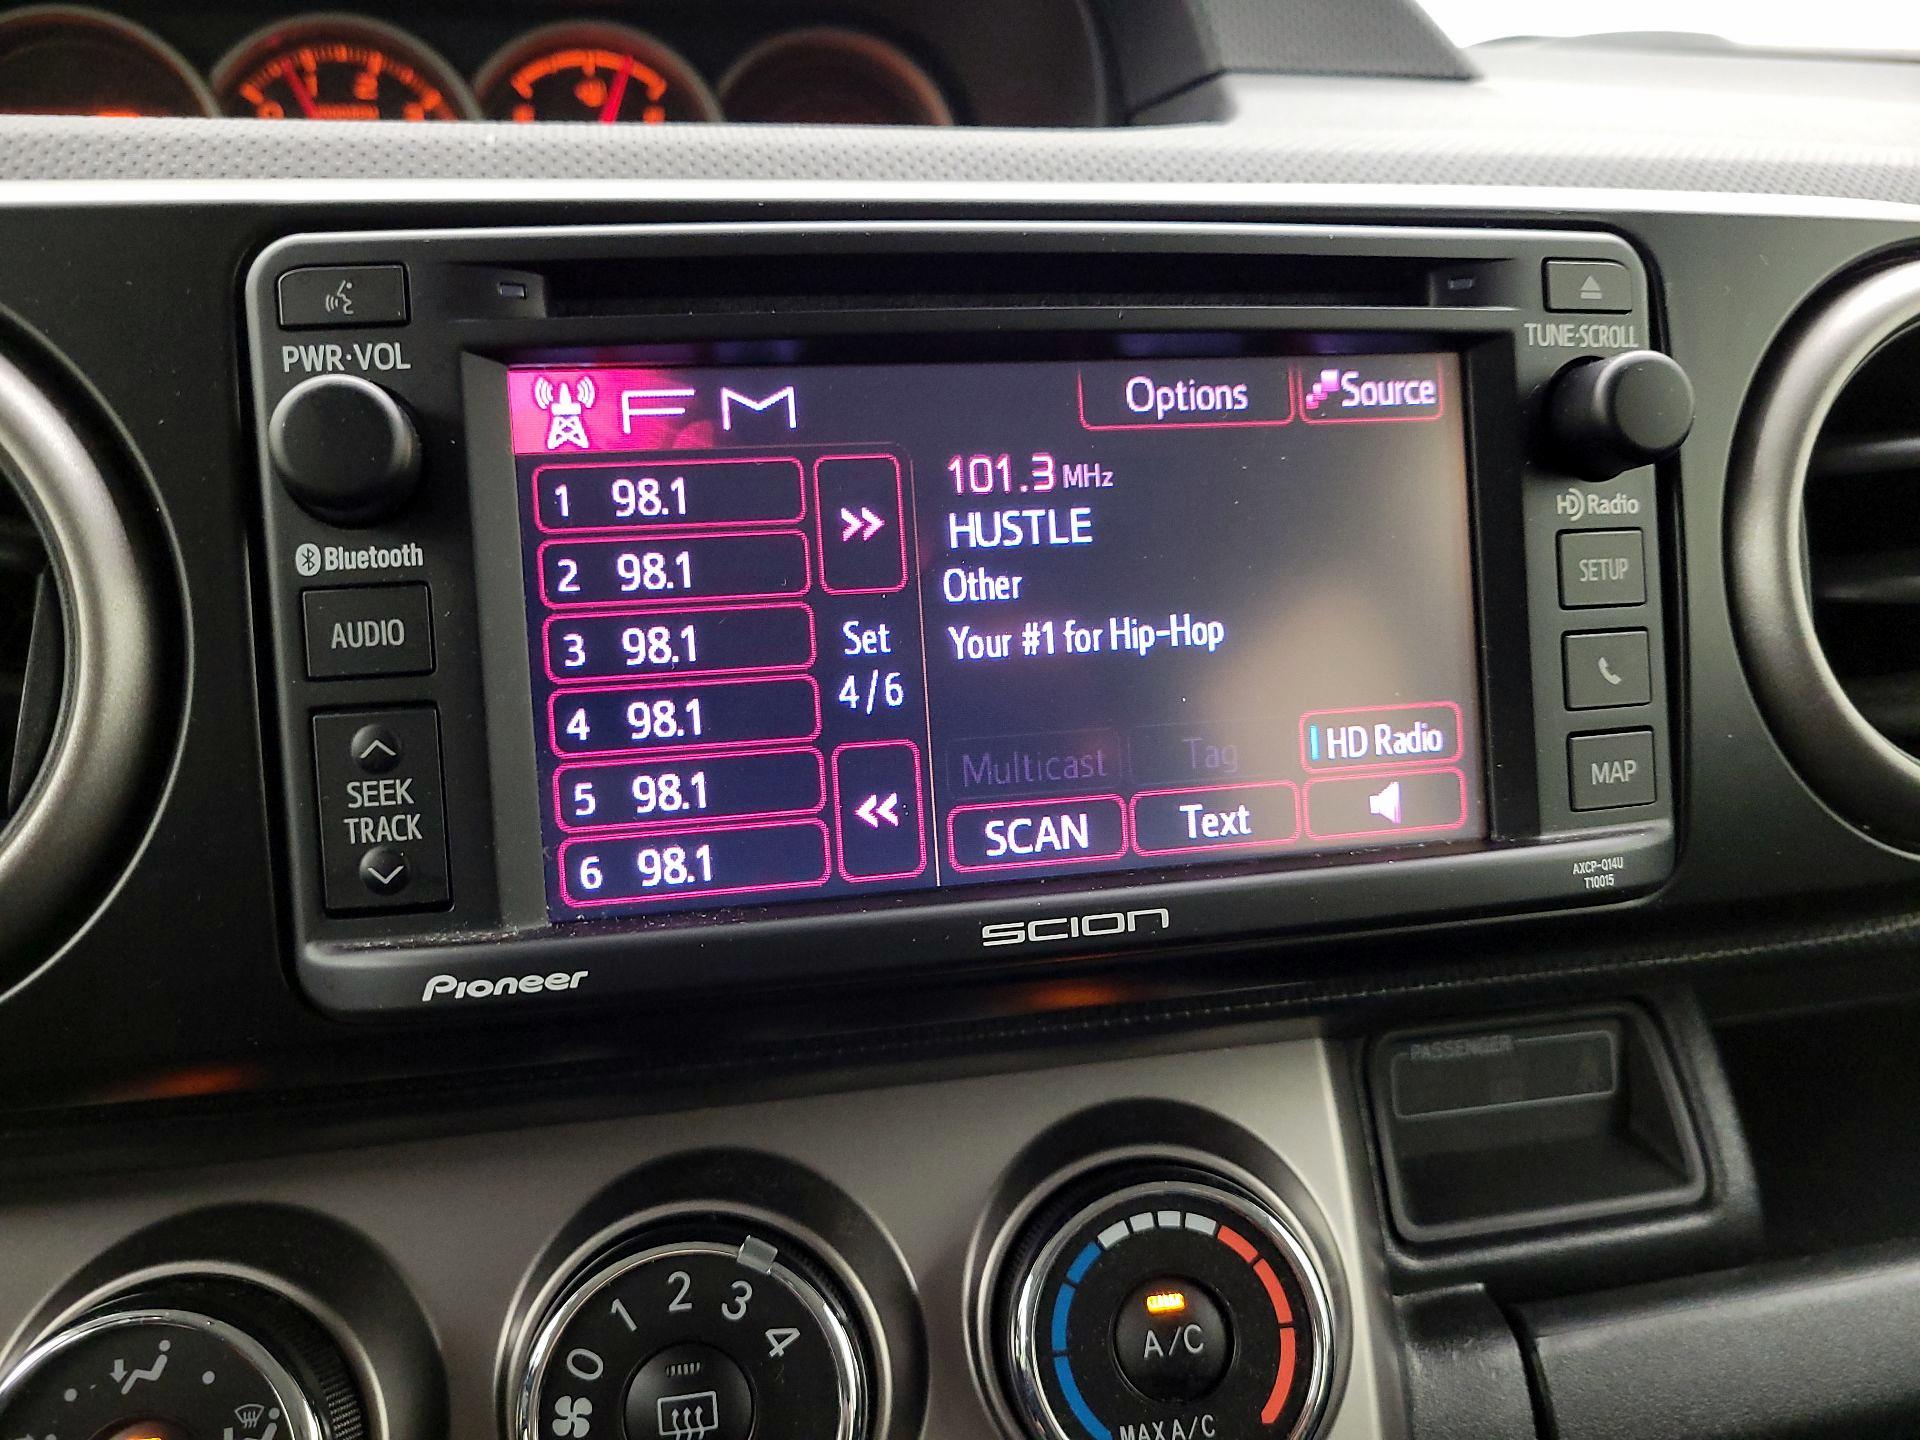 1 2
PWR·VOL
TUNE·SCROLL
FM
Options
Source
1 98.1
2 98.1
3 98.1
4 98.1
5 98.1
6 98.1
>>
Set
4/6
<<
101.3 MHz
HUSTLE
Other
Your #1 for Hip-Hop
Multicast
Tag
HD Radio
SCAN
Text
Bluetooth
AUDIO
SEEK
TRACK
HD Radio
SETUP
MAP
AXCP-Q14U
T10015
SCION
Pioneer
PASSENGER
0 1 2 3 4
A/C
MAX A/C